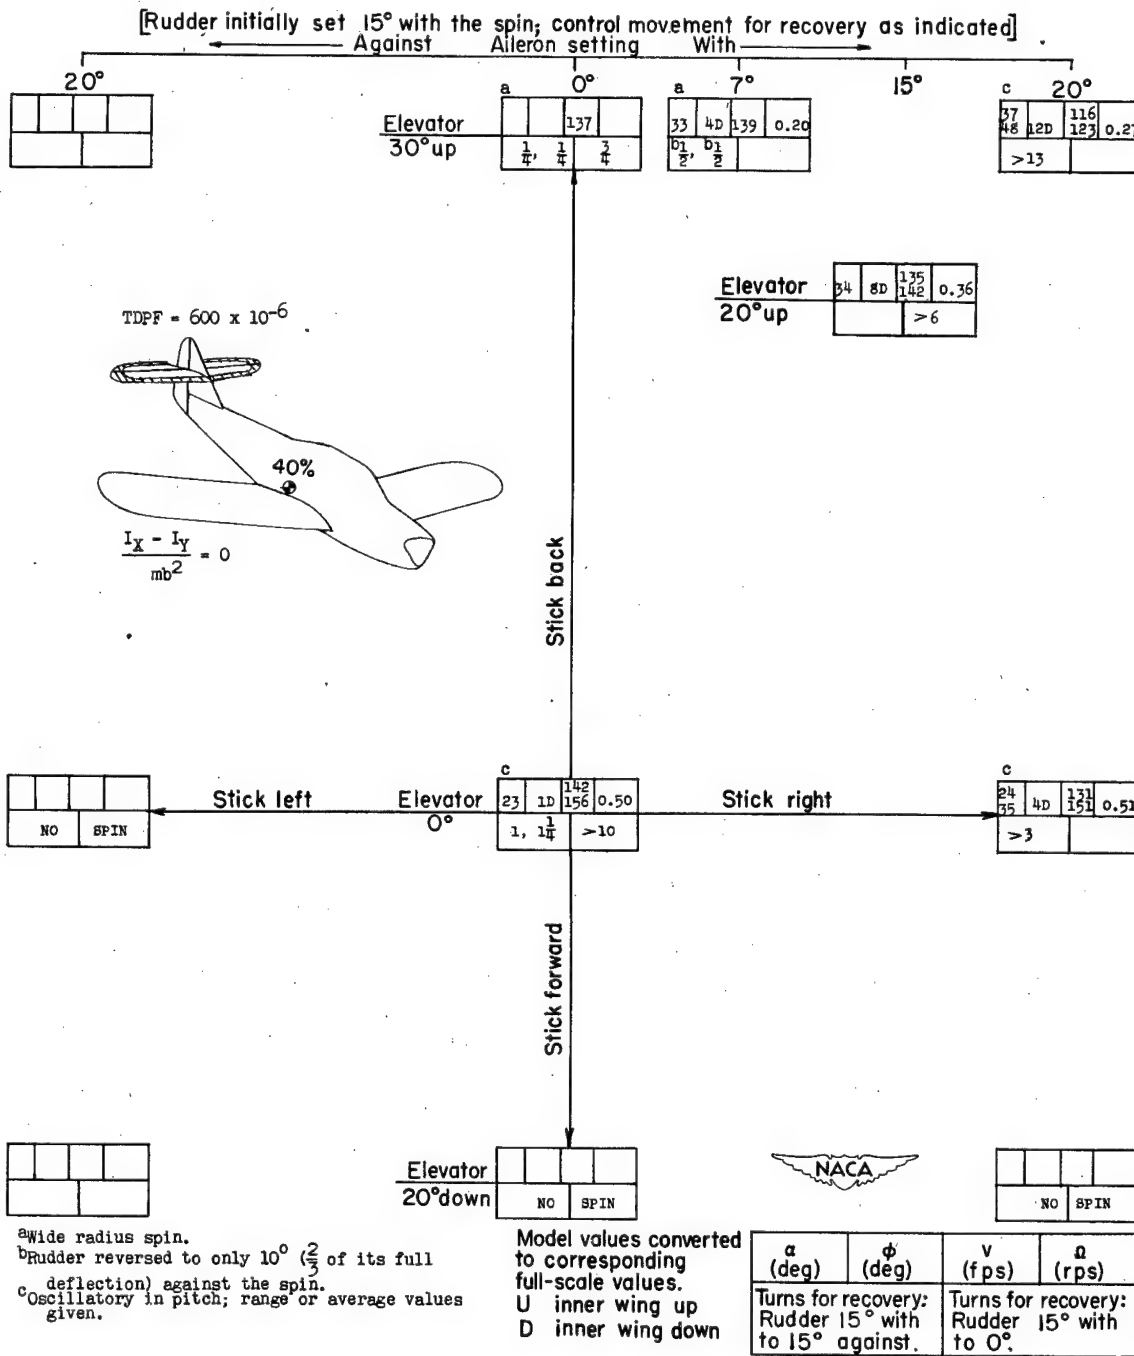 [Rudder initially set 15° with the spin; control movement for recovery as indicated]
Against Aileron setting With
20° 0° 7° 15° 20°
a a c
Elevator
30° up
137
1/4, 1/4 3/4
33 4D 139 0.20
b1/2, b1/2
37
48 12D 116
123
>13
Elevator
20° up
34 8D 135
142 0.36
>6
TDPF = 600 x 10-6
40%
IX - IY
mb2
= 0
Stick back
c c
Stick left
Elevator
0°
Stick right
NO SPIN
23 1D 142
156 0.50
1, 1 1/4 >10
24
35 4D 131
151 0.51
>3
Stick forward
Elevator
20° down
NO SPIN
NACA
NO SPIN
aWide radius spin.
bRudder reversed to only 10° (2/3 of its full
deflection) against the spin.
cOscillatory in pitch; range or average values
given.
Model values converted
to corresponding
full-scale values.
U inner wing up
D inner wing down
α
(deg)
ϕ
(deg)
V
(fps)
Ω
(rps)
Turns for recovery:
Rudder 15° with
to 15° against.
Turns for recovery:
Rudder 15° with
to 0°.